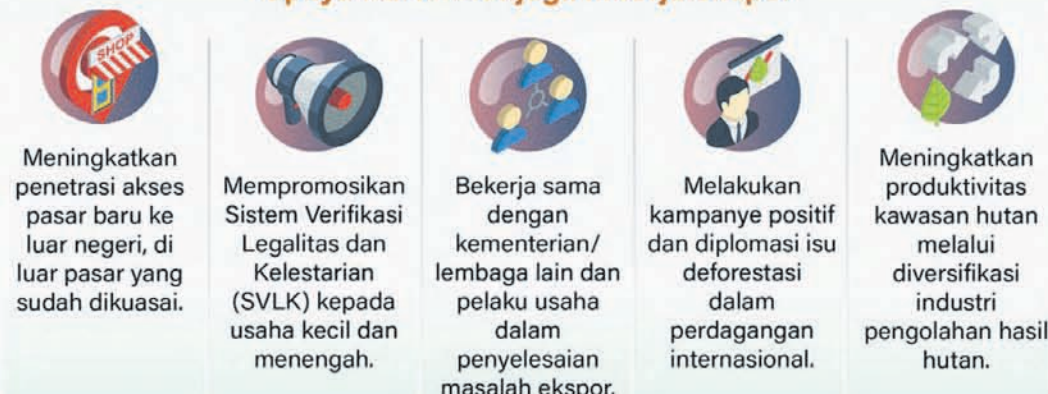 SHOP
Meningkatkan
penetrasi akses
pasar baru ke
luar negeri, di
luar pasar yang
sudah dikuasai.
Mempromosikan
Sistem Verifikasi
Legalitas dan
Kelestarian
(SVLK) kepada
usaha kecil dan
menengah.
Bekerja sama
dengan
kementerian/
lembaga lain dan
pelaku usaha
dalam
penyelesaian
masalah ekspor.
Melakukan
kampanye positif
dan diplomasi isu
deforestasi
dalam
perdagangan
internasional.
Meningkatkan
produktivitas
kawasan hutan
melalui
diversifikasi
industri
pengolahan hasil
hutan.